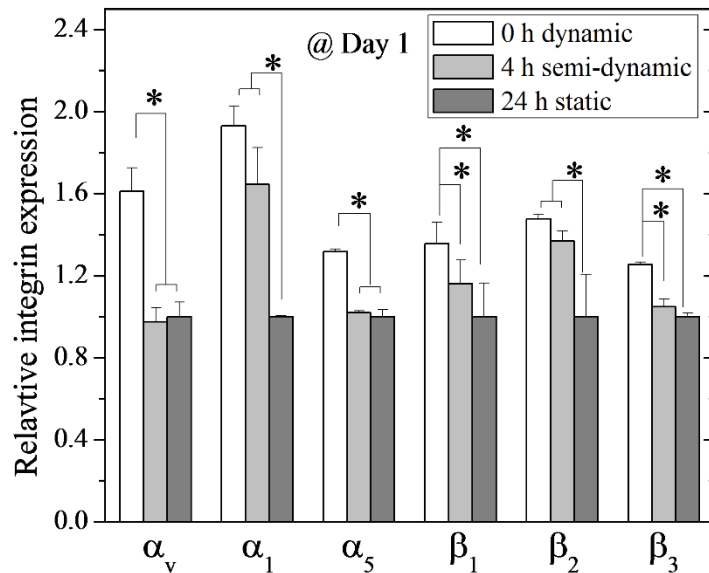 @ Day 1
0 h dynamic
4 h semi-dynamic
24 h static
Relavtive integrin expression
2.4
2.0
1.6
1.2
0.8
0.4
0.0
* * * * * * * *
αv α1 α5 β1 β2 β3